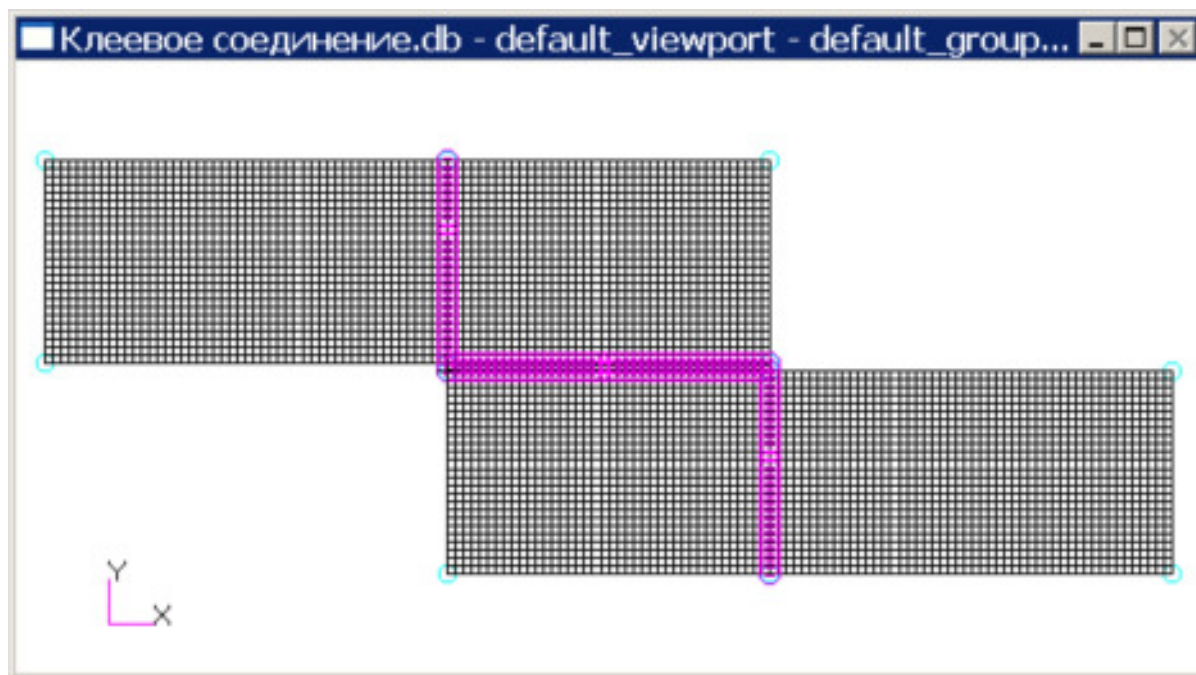 Клеевое соединение.db - default_viewport - default_group...
Y
X